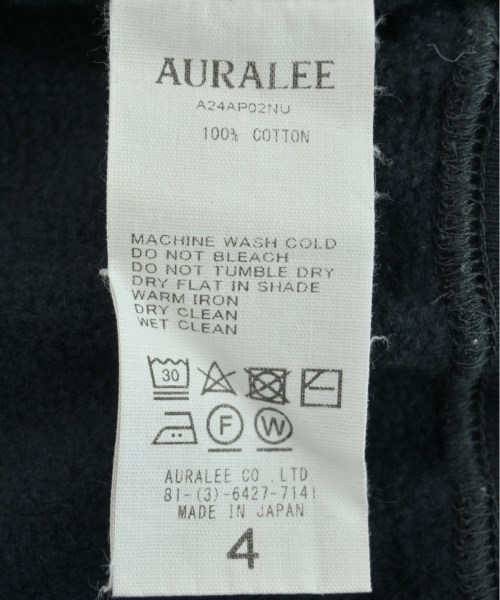 AURALEE
A24AP02NU
100% COTTON
MACHINE WASH COLD
DO NOT BLEACH
DO NOT TUMBLE DRY
DRY FLAT IN SHADE
WARM IRON
DRY CLEAN
WET CLEAN
30
F W
AURALEE CO .LTD
81-(3)-6427-7141
MADE IN JAPAN
4